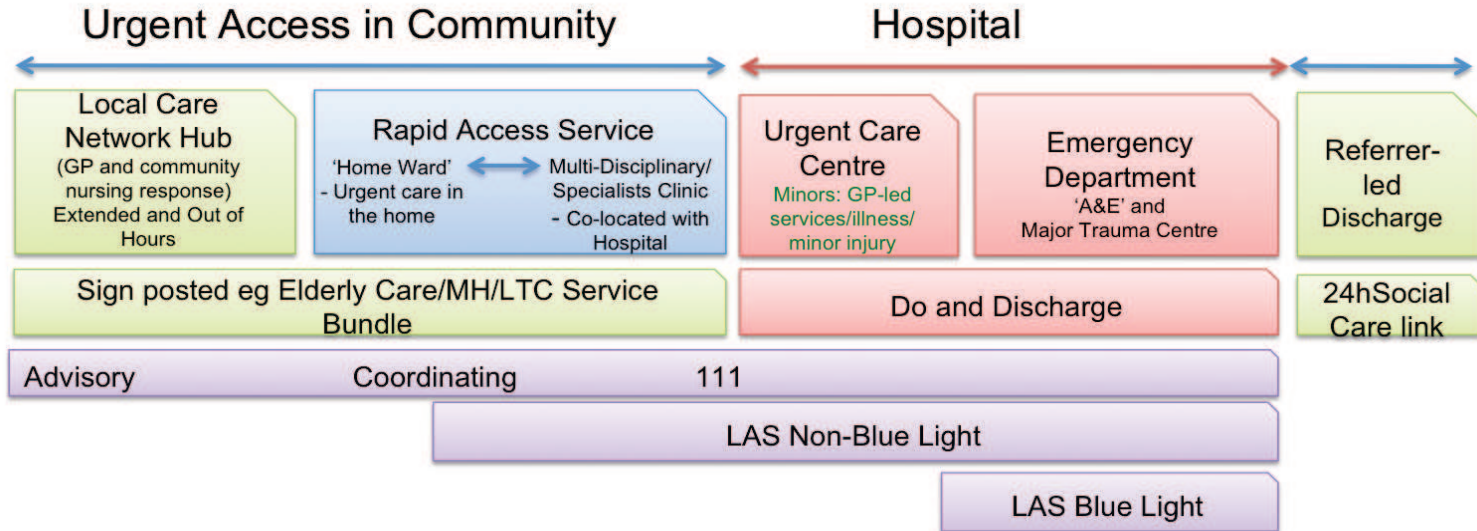 Urgent Access in Community
Hospital
Local Care
Network Hub
(GP and community
nursing response)
Extended and Out of
Hours
Rapid Access Service
‘Home Ward’
- Urgent care in
the home
Multi-Disciplinary/
Specialists Clinic
- Co-located with
Hospital
Urgent Care
Centre
Minors: GP-led
services/illness/
minor injury
Emergency
Department
‘A&E’ and
Major Trauma Centre
Referrer-
led
Discharge
Sign posted eg Elderly Care/MH/LTC Service
Bundle
Do and Discharge
24hSocial
Care link
Advisory Coordinating 111
LAS Non-Blue Light
LAS Blue Light